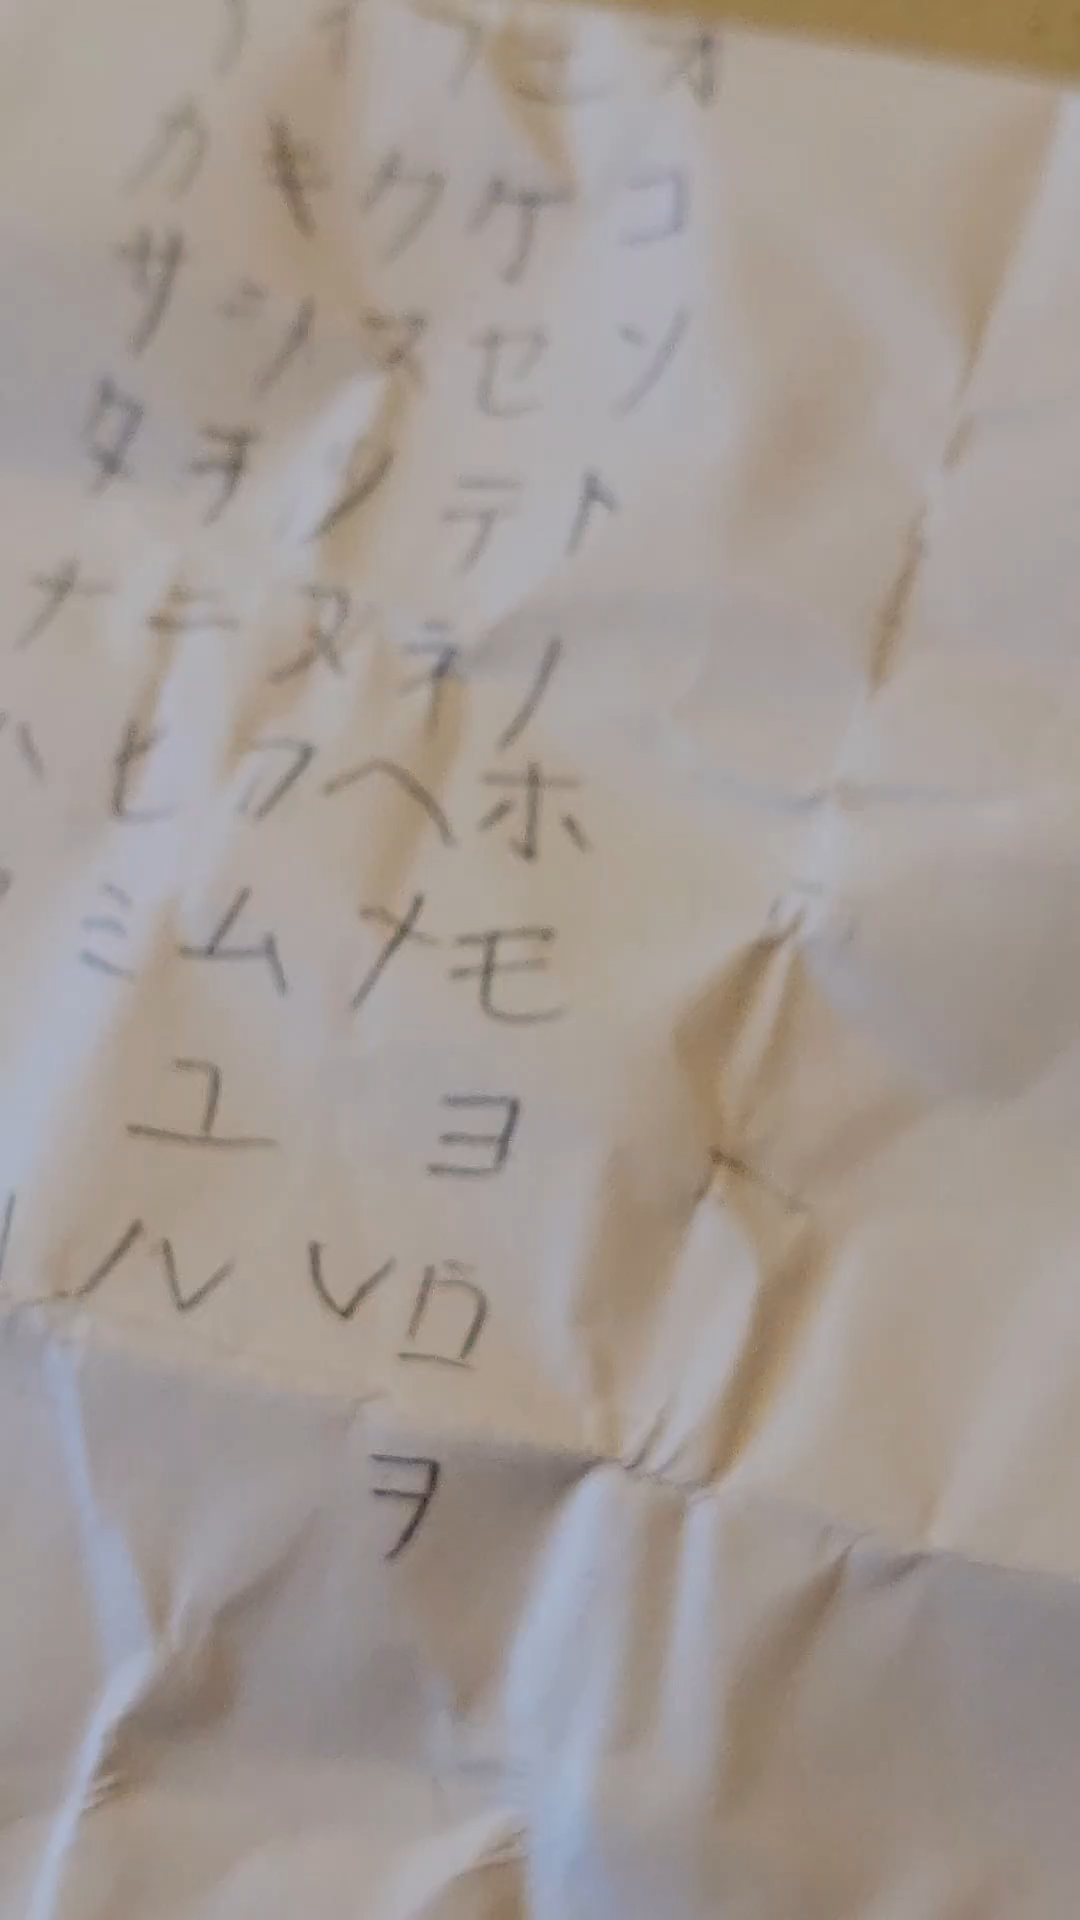 オ
カ キ ク ケ コ
サ シ ス セ ソ
タ チ ツ テ ト
ナ ニ ヌ ネ ノ
ハ ヒ フ ヘ ホ
ミ ム メ モ
ユ ヨ
ル レ ロ
ヲ